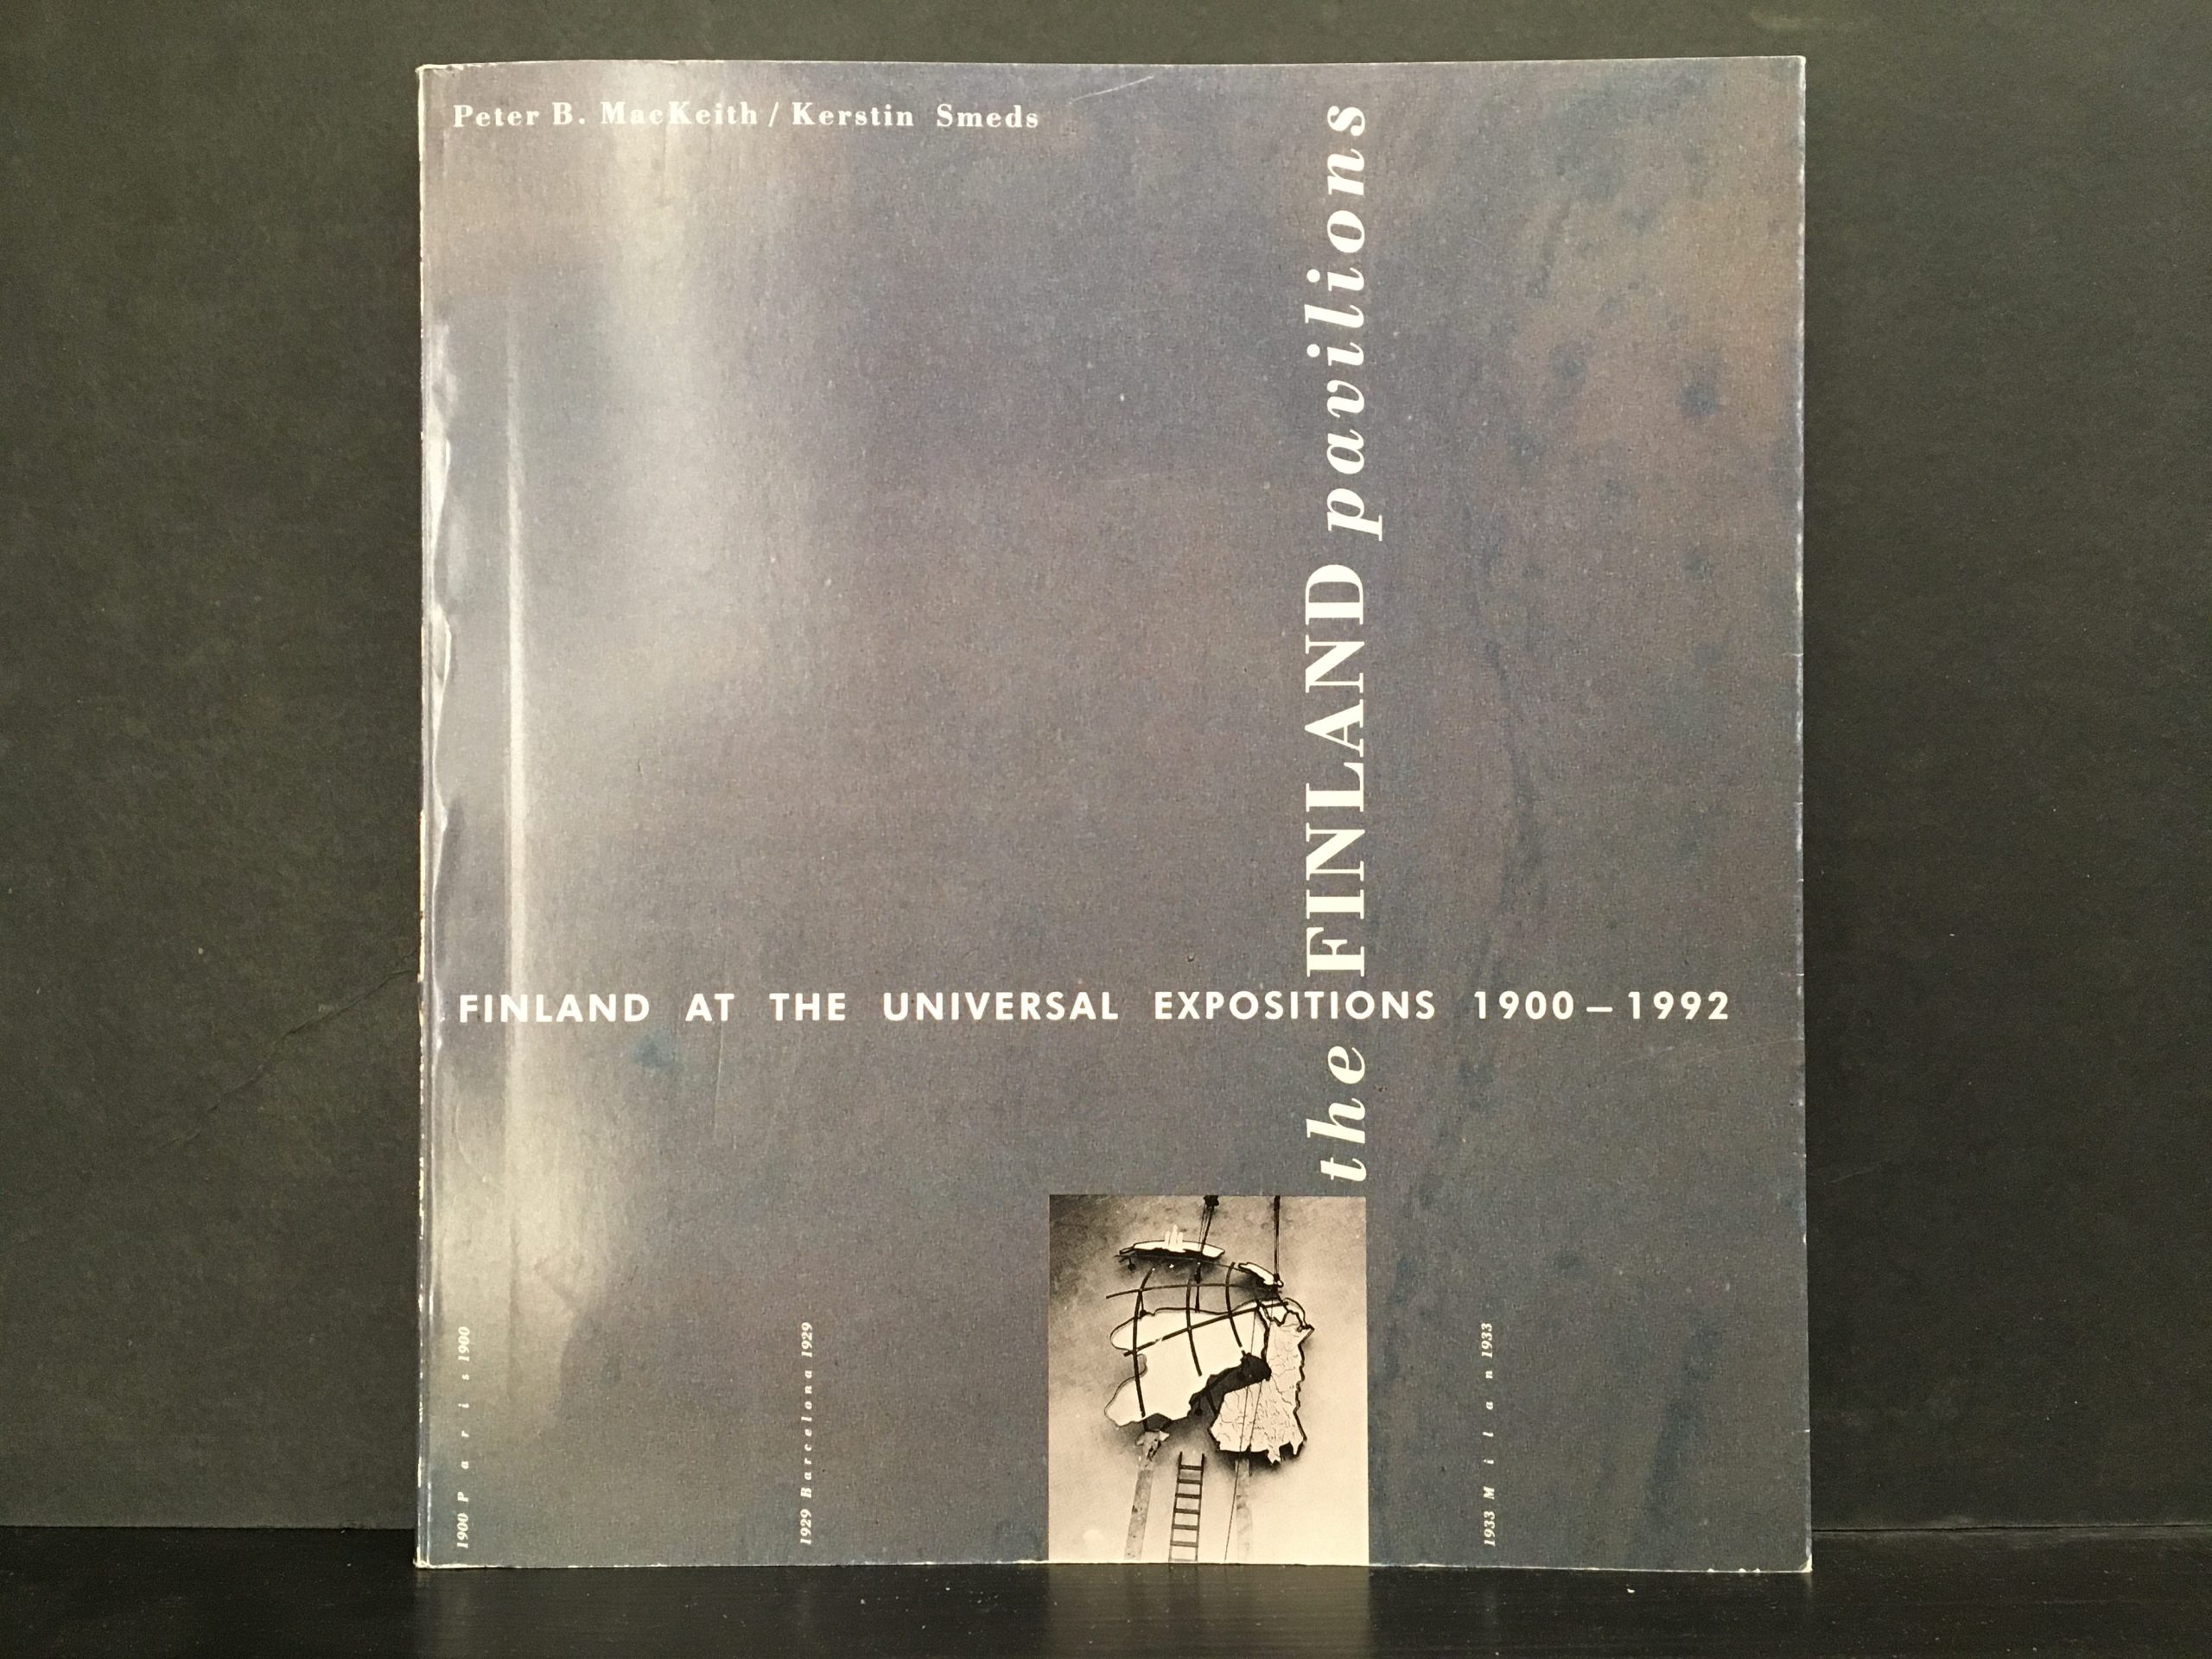 Peter B. MacKeith / Kerstin Smeds
the FINLAND pavilions
FINLAND AT THE UNIVERSAL EXPOSITIONS 1900 – 1992
1900 Paris 1900
1929 Barcelona 1929
1933 Milan 1933